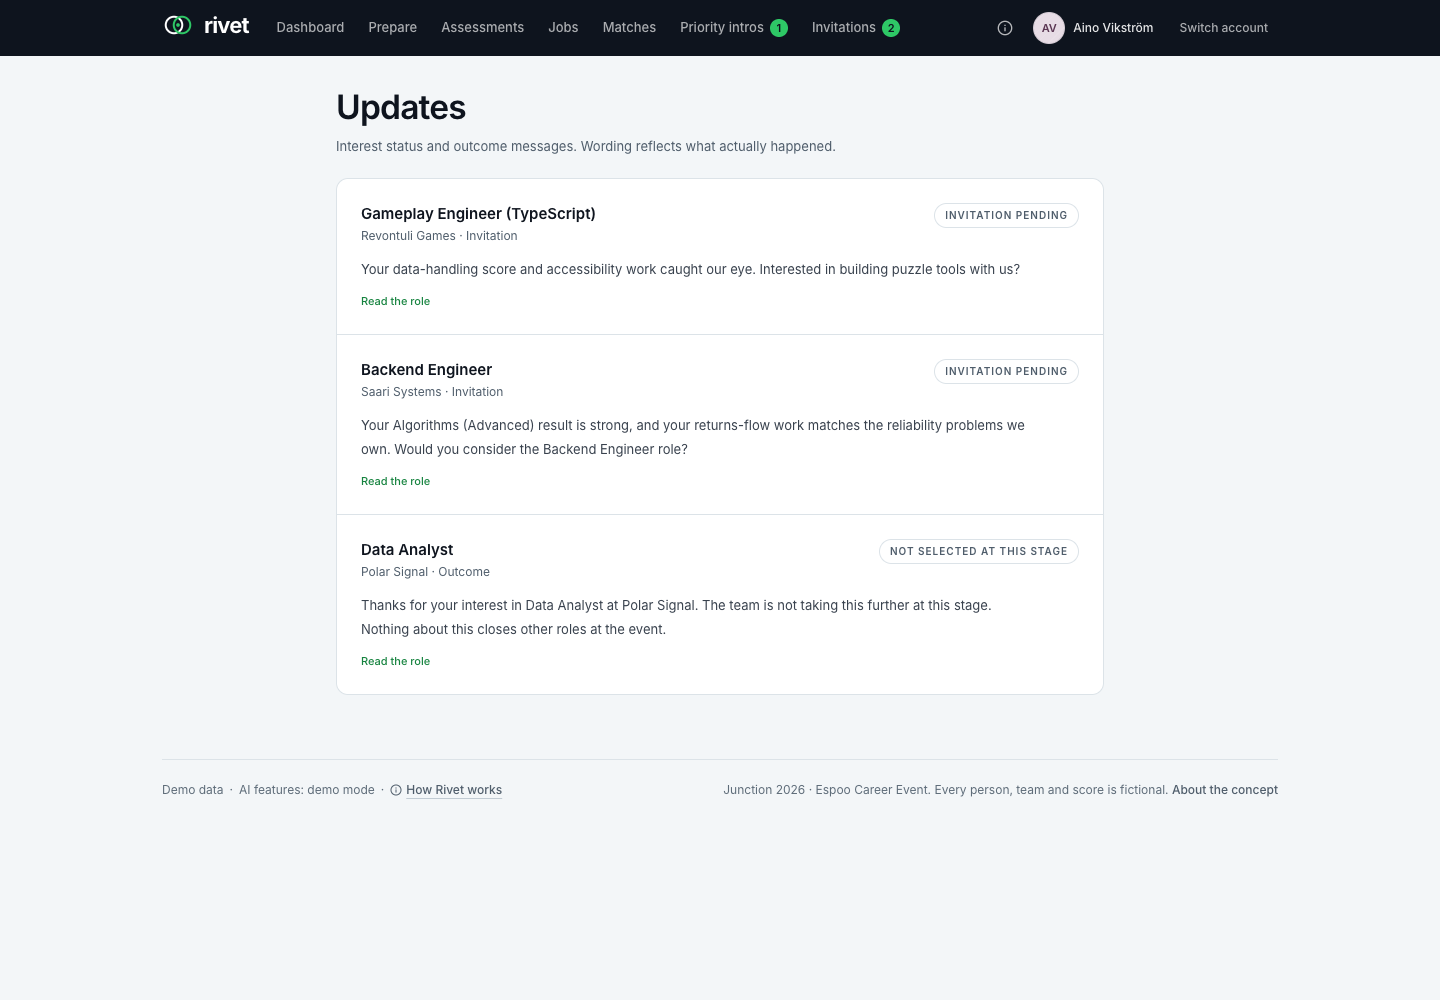 rivet
Dashboard
Prepare
Assessments
Jobs
Matches
Priority intros 1
Invitations 2
AV
Aino Vikström
Switch account
Updates
Interest status and outcome messages. Wording reflects what actually happened.
Gameplay Engineer (TypeScript)
INVITATION PENDING
Revontuli Games · Invitation
Your data-handling score and accessibility work caught our eye. Interested in building puzzle tools with us?
Read the role
Backend Engineer
INVITATION PENDING
Saari Systems · Invitation
Your Algorithms (Advanced) result is strong, and your returns-flow work matches the reliability problems we
own. Would you consider the Backend Engineer role?
Read the role
Data Analyst
NOT SELECTED AT THIS STAGE
Polar Signal · Outcome
Thanks for your interest in Data Analyst at Polar Signal. The team is not taking this further at this stage.
Nothing about this closes other roles at the event.
Read the role
Demo data · AI features: demo mode · How Rivet works
Junction 2026 · Espoo Career Event. Every person, team and score is fictional. About the concept